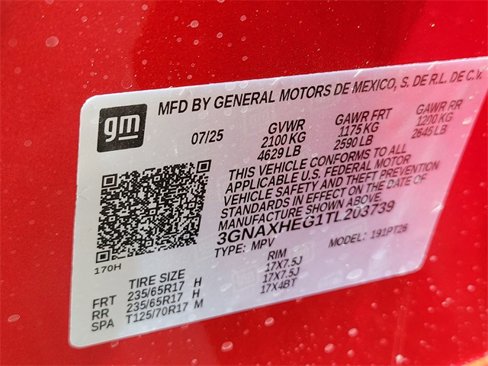 gm
MFD BY GENERAL MOTORS DE MEXICO, S. DE R.L. DE C.V.
07/25 GVWR GAWR FRT GAWR RR
2100 KG 1175 KG 1200 KG
4629 LB 2590 LB 2645 LB
THIS VEHICLE CONFORMS TO ALL
APPLICABLE U.S. FEDERAL MOTOR
VEHICLE SAFETY AND THEFT PREVENTION
STANDARDS IN EFFECT ON THE DATE OF
MANUFACTURE SHOWN ABOVE.
3GNAXHEG1TL203739
TYPE: MPV MODEL: 1PT26
170H
TIRE SIZE RIM
FRT 235/65R17 H 17X7.5J
RR 235/65R17 H 17X7.5J
SPA T125/70R17 M 17X4BT